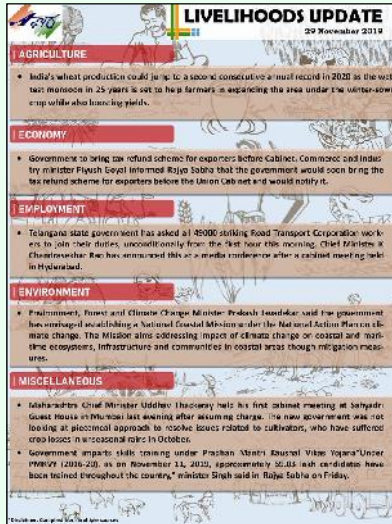 LIVELIHOODS UPDATE
29 November 2019
AGRICULTURE
• India's wheat production could jump to a second consecutive annual record in 2020 as the wet
test monsoon in 25 years is set to help farmers in expanding the area under the winter-sown
crop while also boosting yields.
ECONOMY
• Government to bring tax refund scheme for exporters before Cabinet. Commerce and Indus
try minister Piyush Goyal informed Rajya Sabha that the government would soon bring the
tax refund scheme for exporters before the Union Cabinet and would notify it.
EMPLOYMENT
• Telangana state government has asked all 49000 striking Road Transport Corporation work-
ers to join their duties, unconditionally from the first hour this morning. Chief Minister K
Chandrasekhar Rao has announced this at a media conference after a cabinet meeting held
in Hyderabad.
ENVIRONMENT
• Environment, Forest and Climate Change Minister Prakash Javadekar said the government
has envisaged establishing a National Coastal Mission under the National Action Plan on cli-
mate change. The Mission aims addressing impact of climate change on coastal and mari-
time ecosystems, infrastructure and communities in coastal areas though mitigation meas-
ures.
MISCELLANEOUS
• Maharashtra Chief Minister Uddhav Thackeray held his first cabinet meeting at Sahyadri
Guest House in Mumbai last evening after assuming charge. The new government was not
looking at piecemeal approach to resolve issues related to cultivators, who have suffered
crop losses in unseasonal rains in October.
• Government imparts skills training under Pradhan Mantri Kaushal Vikas Yojana"Under
PMKVY (2016-20), as on November 11, 2019, approximately lakh candidates have
been trained throughout the country," minister Singh said in Rajya Sabha on Friday.
*Disclaimer: Compiled from multiple sources